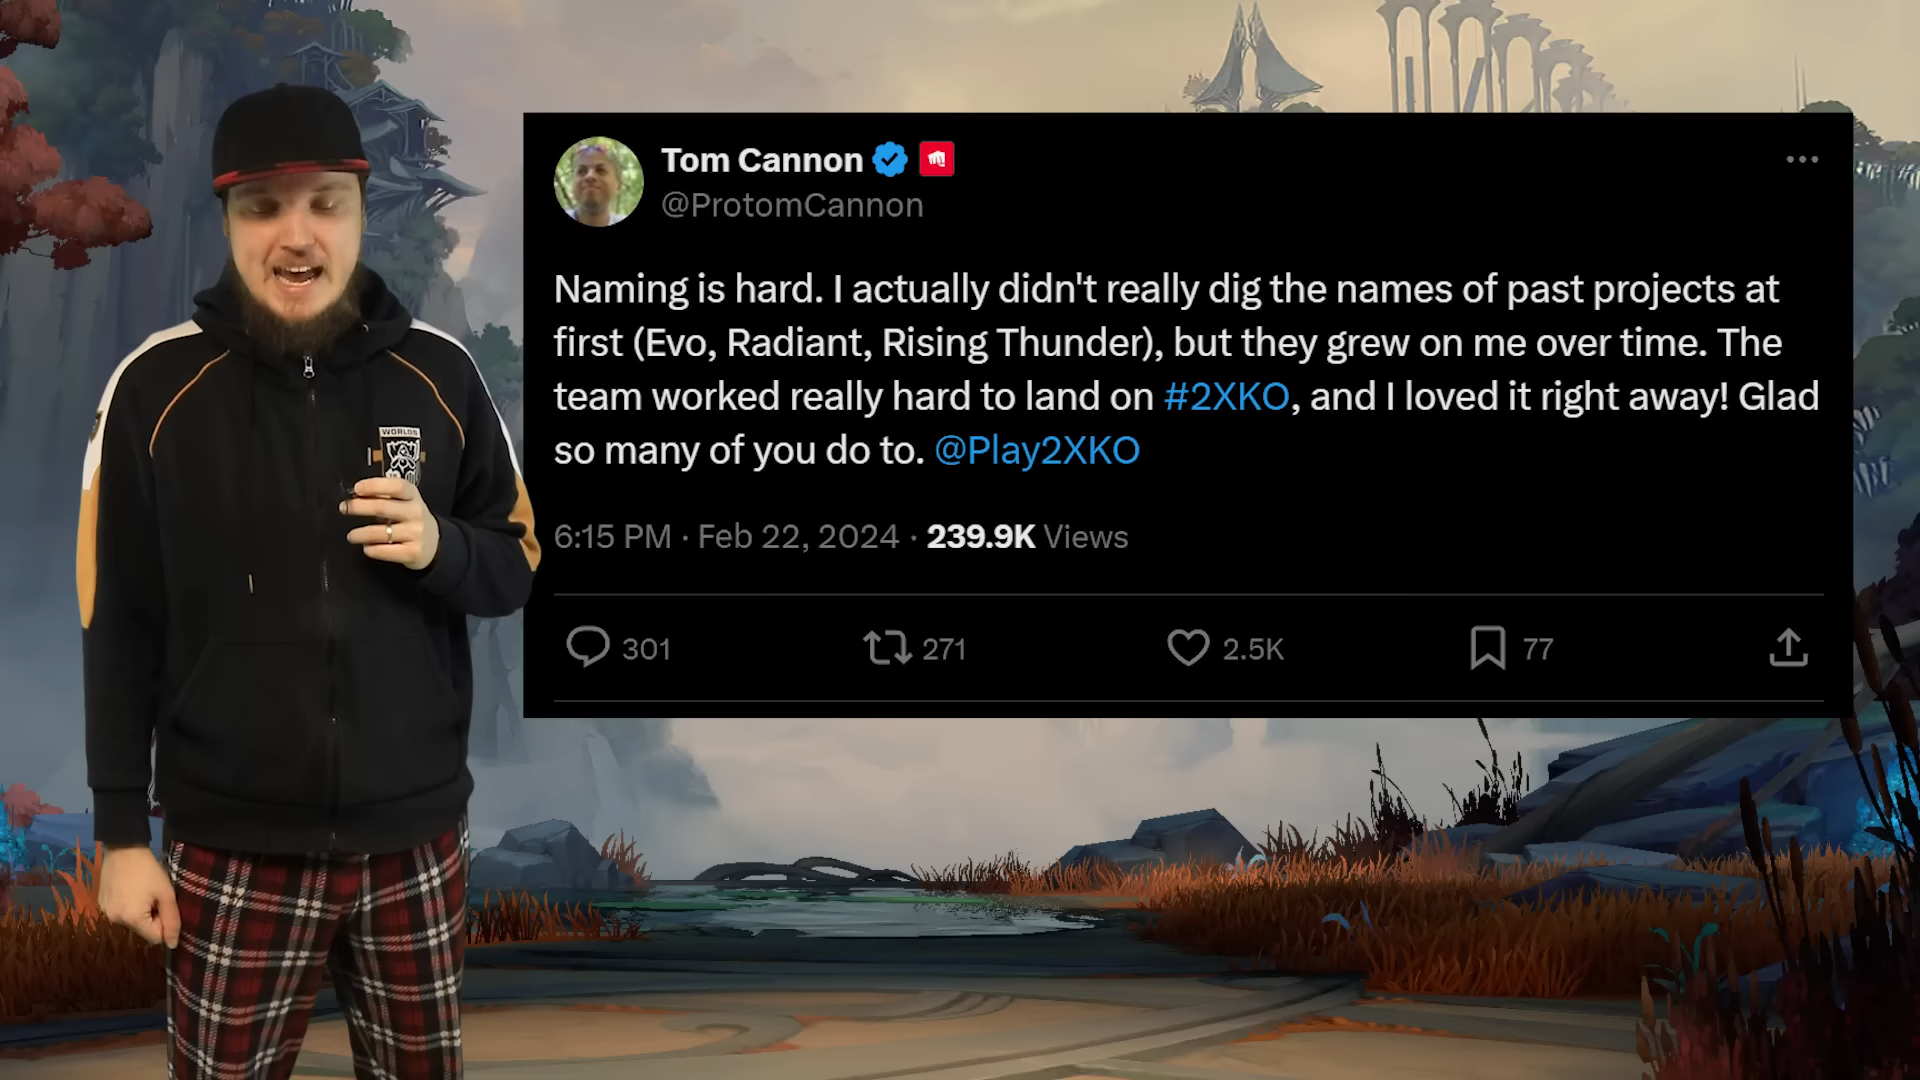 Tom Cannon
@ProtomCannon
Naming is hard. I actually didn't really dig the names of past projects at
first (Evo, Radiant, Rising Thunder), but they grew on me over time. The
team worked really hard to land on #2XKO, and I loved it right away! Glad
so many of you do to. @Play2XKO
6:15 PM · Feb 22, 2024 · 239.9K Views
301 271 2.5K 77
WORLDS